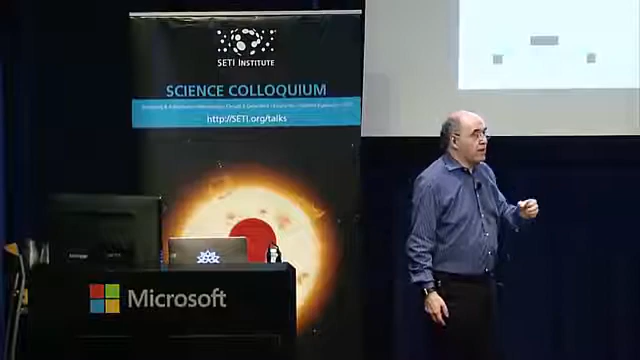 SETI INSTITUTE
SCIENCE COLLOQUIUM
http://SETI.org/talks
Microsoft